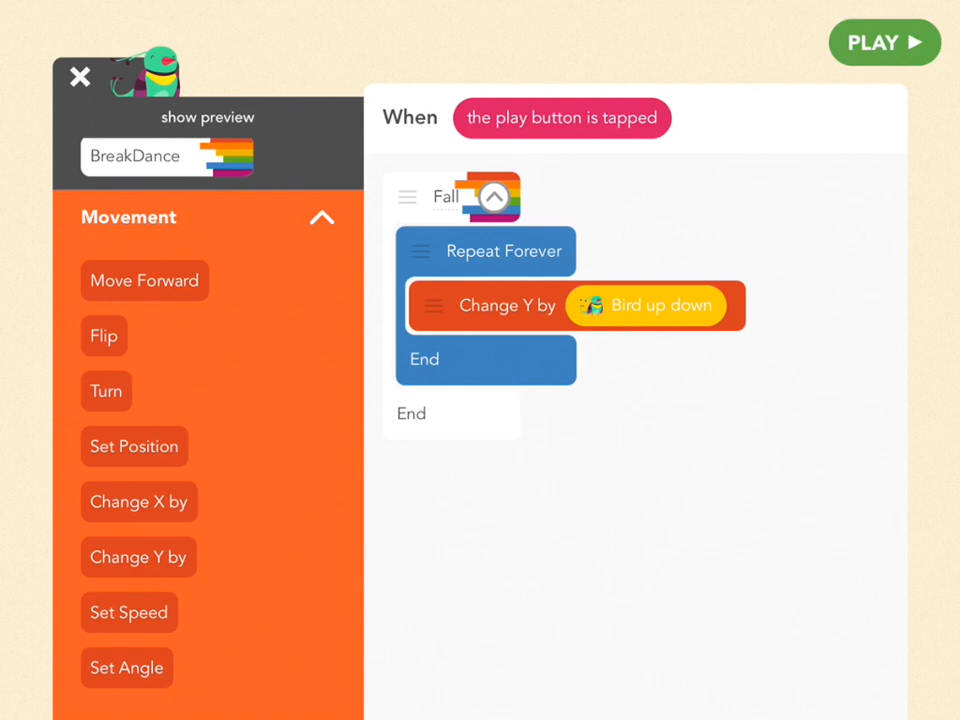 PLAY
show preview
BreakDance
Movement
Move Forward
Flip
Turn
Set Position
Change X by
Change Y by
Set Speed
Set Angle
When the play button is tapped
Fall
Repeat Forever
Change Y by Bird up down
End
End